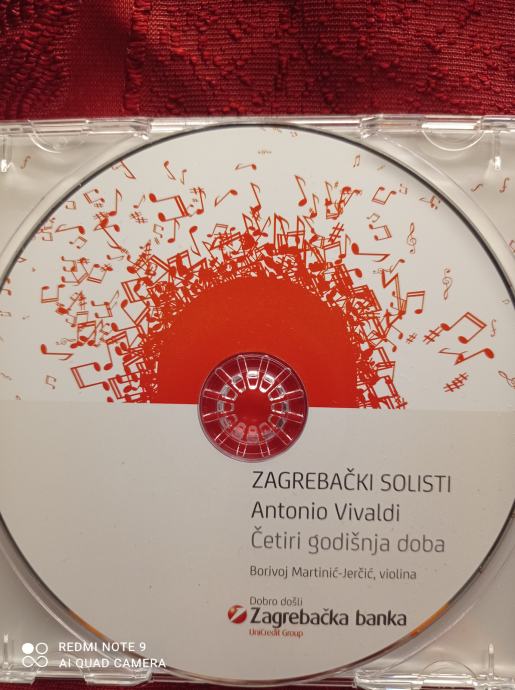 ZAGREBAČKI SOLISTI
Antonio Vivaldi
Četiri godišnja doba
Borivoj Martinić-Jerčić, violina
Dobro došli
Zagrebačka banka
UniCredit Group
REDMI NOTE 9
AI QUAD CAMERA